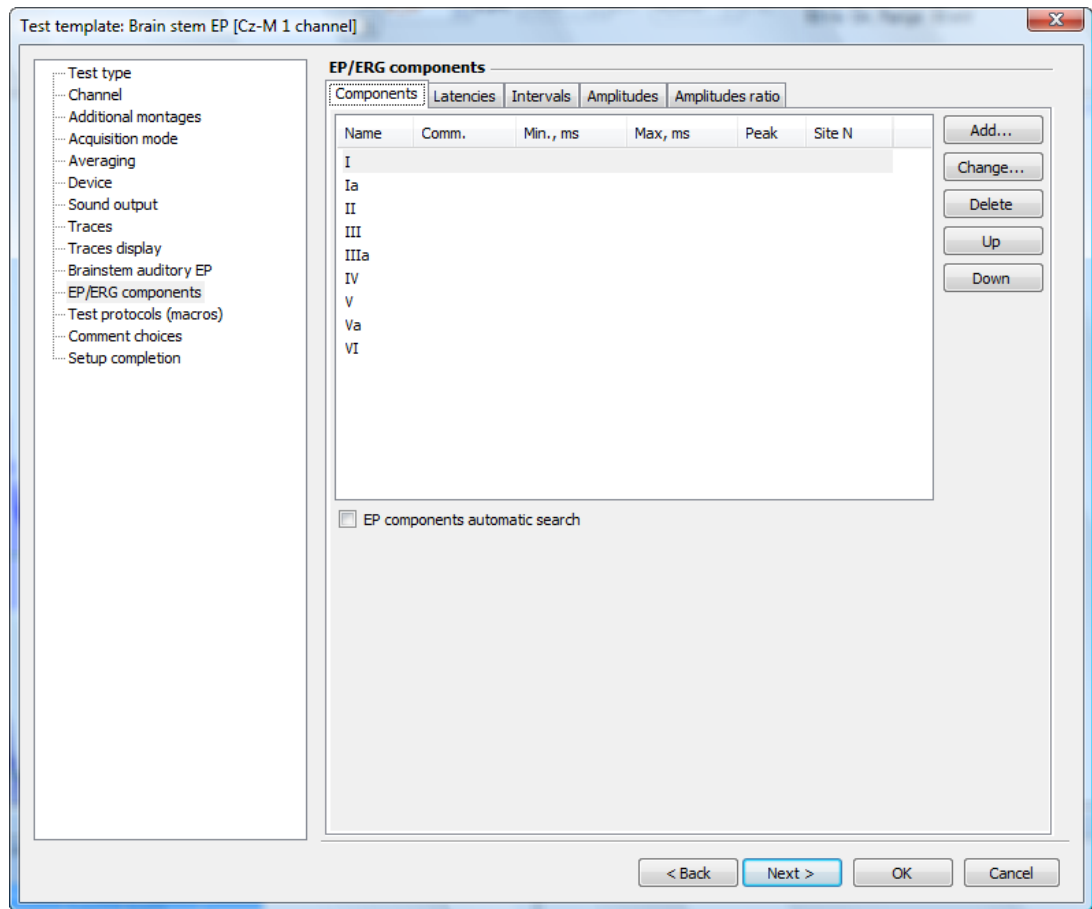 Test template: Brain stem EP [Cz-M 1 channel]
Test type
Channel
Additional montages
Acquisition mode
Averaging
Device
Sound output
Traces
Traces display
Brainstem auditory EP
EP/ERG components
Test protocols (macros)
Comment choices
Setup completion
EP/ERG components
Components Latencies Intervals Amplitudes Amplitudes ratio
Name Comm. Min., ms Max, ms Peak Site N
I
Ia
II
III
IIIa
IV
V
Va
VI
Add...
Change...
Delete
Up
Down
EP components automatic search
< Back Next > OK Cancel